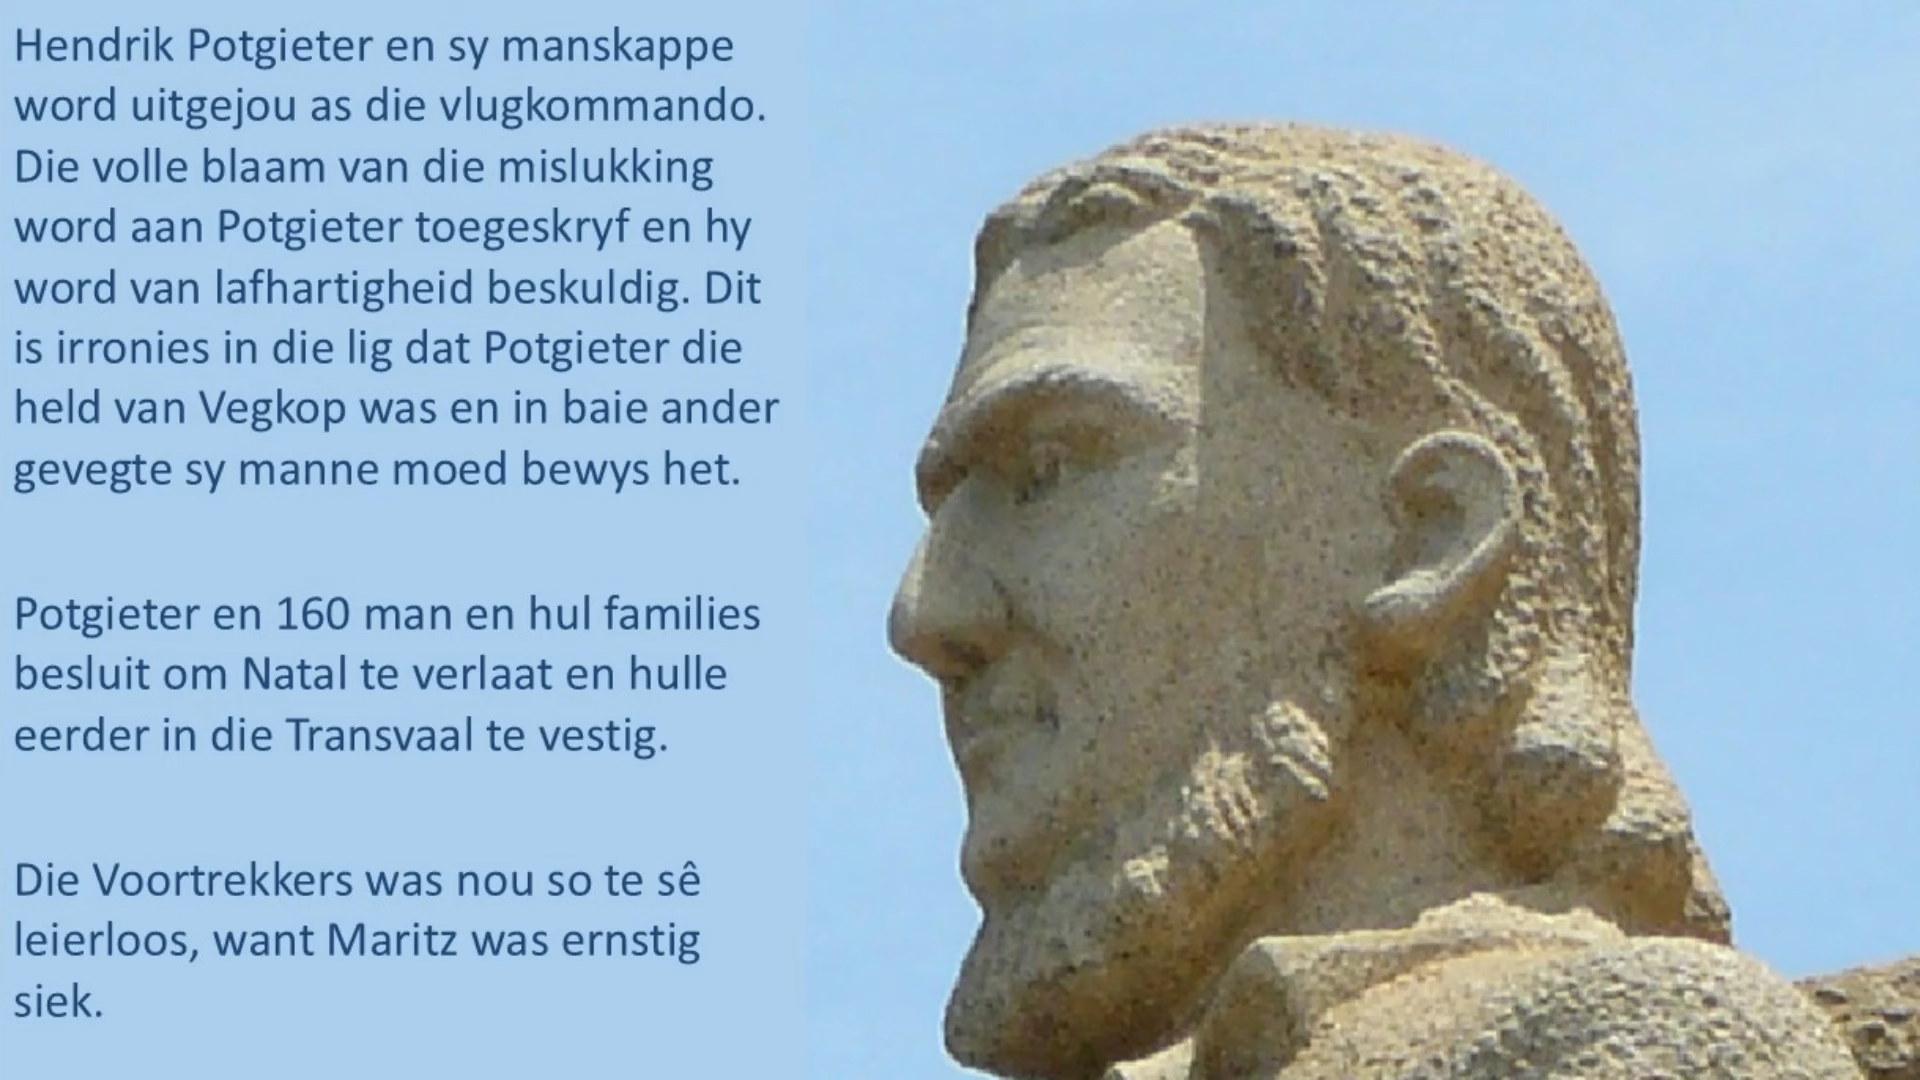 Hendrik Potgieter en sy manskappe
word uitgejou as die vlugkommando.
Die volle blaam van die mislukking
word aan Potgieter toegeskryf en hy
word van lafhartigheid beskuldig. Dit
is irronies in die lig dat Potgieter die
held van Vegkop was en in baie ander
gevegte sy manne moed bewys het.
Potgieter en 160 man en hul families
besluit om Natal te verlaat en hulle
eerder in die Transvaal te vestig.
Die Voortrekkers was nou so te sê
leierloos, want Maritz was ernstig
siek.